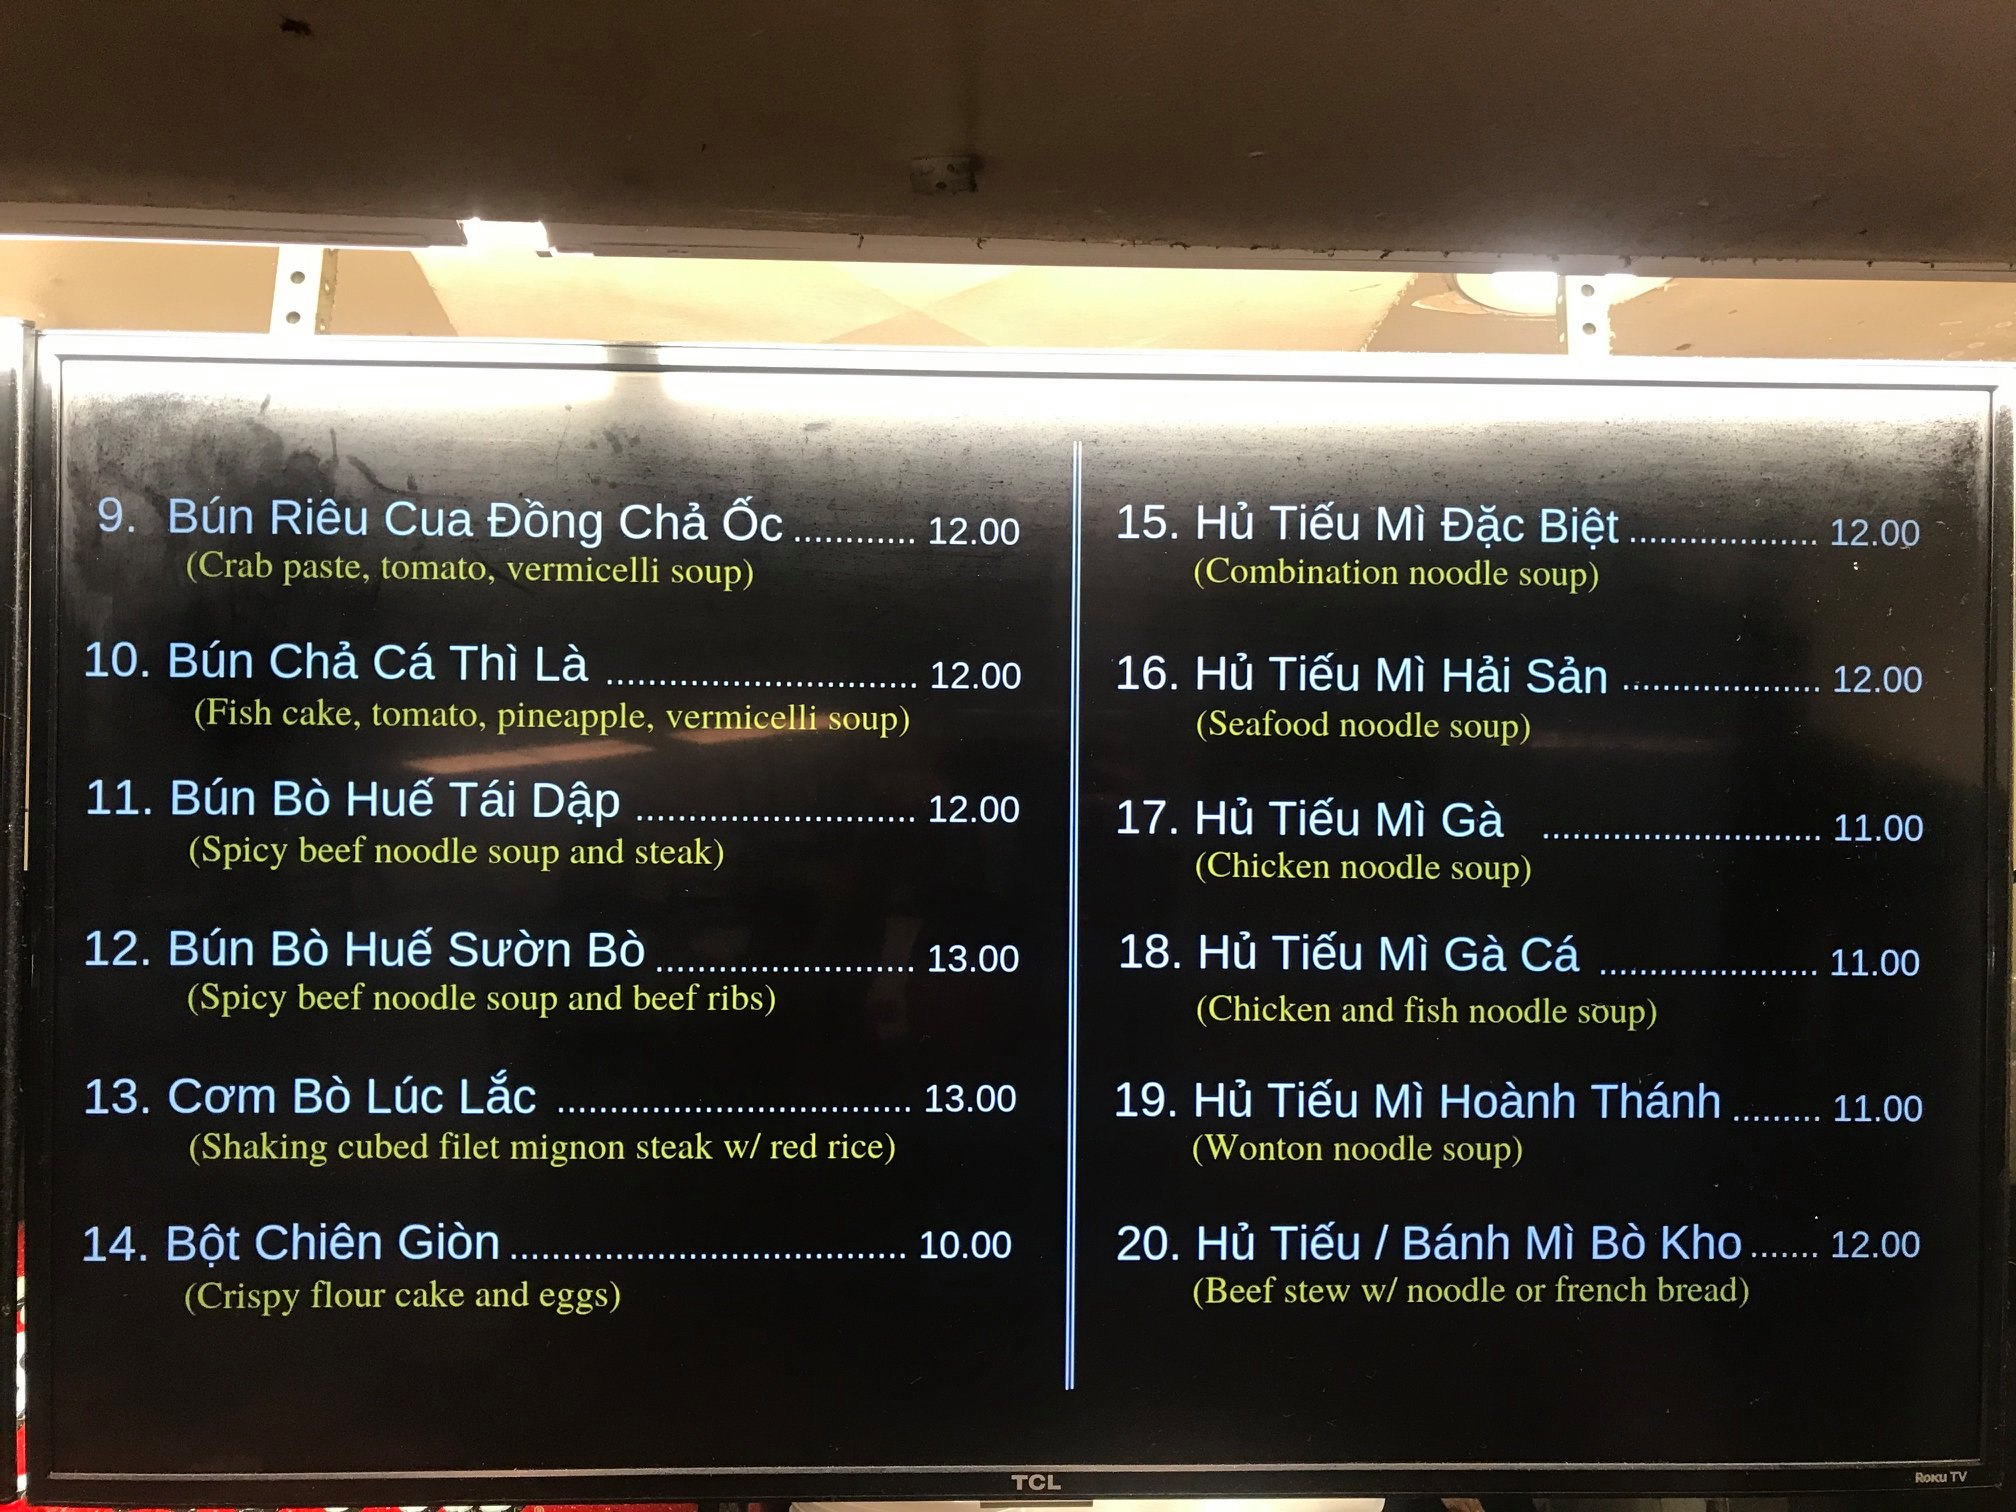 9. Bún Riêu Cua Đồng Chả Ốc ............ 12.00
(Crab paste, tomato, vermicelli soup)
10. Bún Chả Cá Thì Là .............................. 12.00
(Fish cake, tomato, pineapple, vermicelli soup)
11. Bún Bò Huế Tái Dập ........................... 12.00
(Spicy beef noodle soup and steak)
12. Bún Bò Huế Sườn Bò ......................... 13.00
(Spicy beef noodle soup and beef ribs)
13. Cơm Bò Lúc Lắc .................................. 13.00
(Shaking cubed filet mignon steak w/ red rice)
14. Bột Chiên Giòn ...................................... 10.00
(Crispy flour cake and eggs)
15. Hủ Tiếu Mì Đặc Biệt .................. 12.00
(Combination noodle soup)
16. Hủ Tiếu Mì Hải Sản ................... 12.00
(Seafood noodle soup)
17. Hủ Tiếu Mì Gà ........................... 11.00
(Chicken noodle soup)
18. Hủ Tiếu Mì Gà Cá ..................... 11.00
(Chicken and fish noodle soup)
19. Hủ Tiếu Mì Hoành Thánh ......... 11.00
(Wonton noodle soup)
20. Hủ Tiếu / Bánh Mì Bò Kho ....... 12.00
(Beef stew w/ noodle or french bread)
TCL
Roku TV